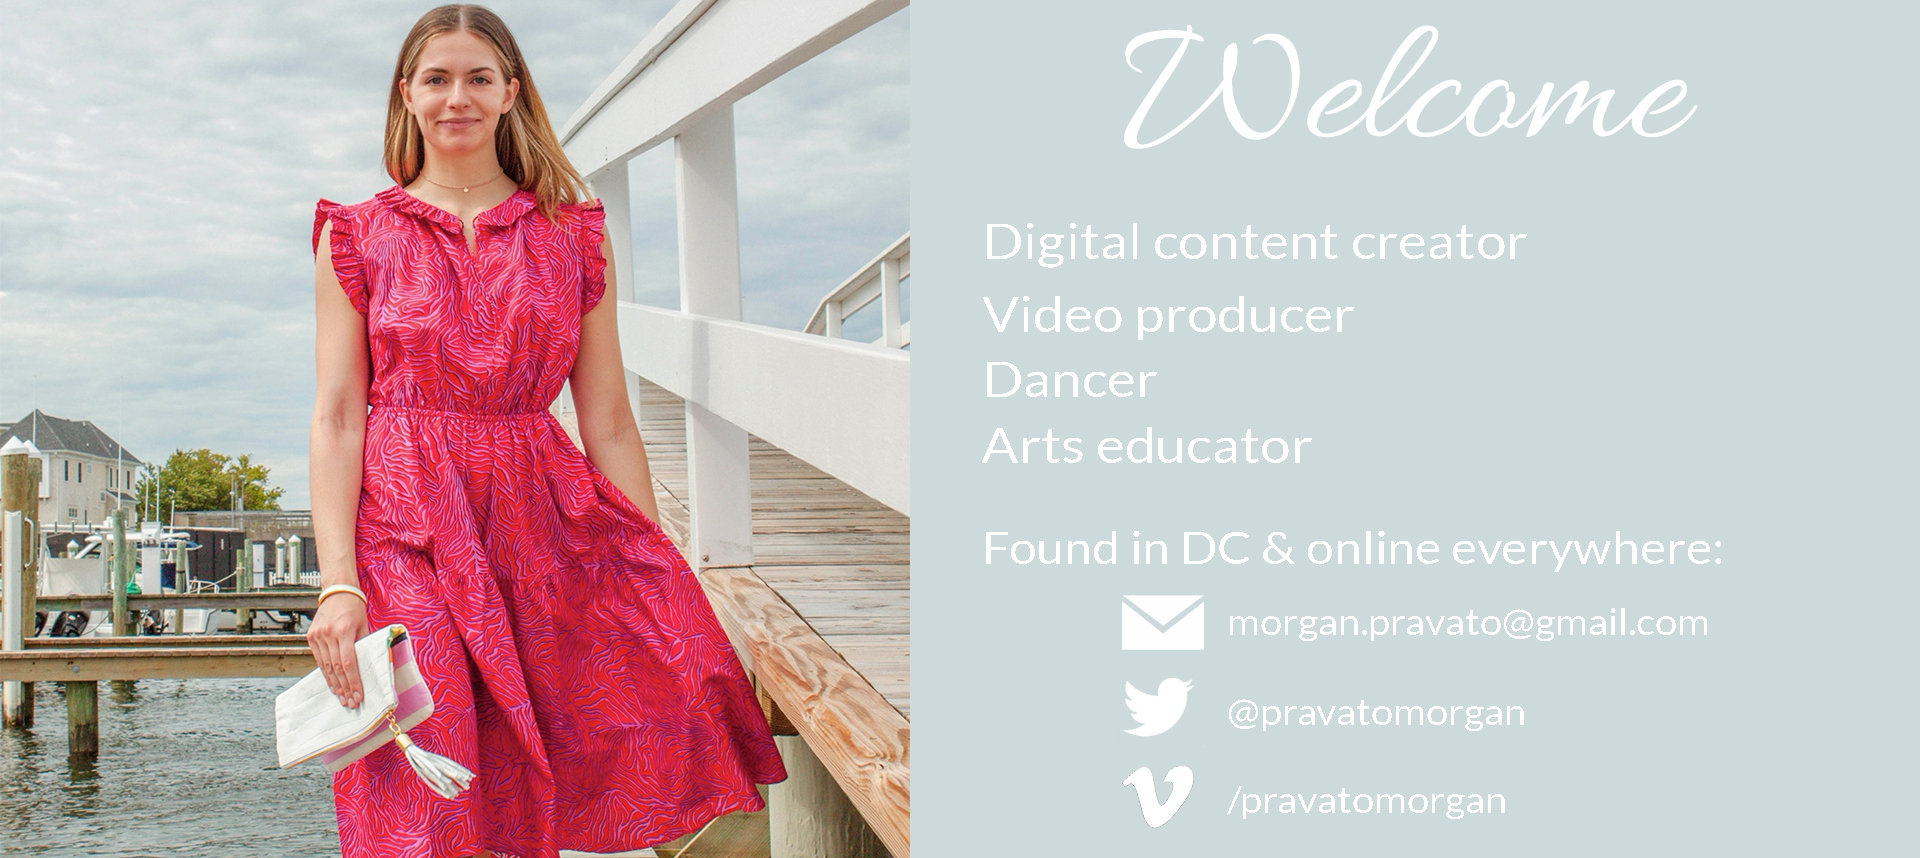 Welcome
Digital content creator
Video producer
Dancer
Arts educator
Found in DC & online everywhere:
morgan.pravato@gmail.com
@pravatomorgan
/pravatomorgan